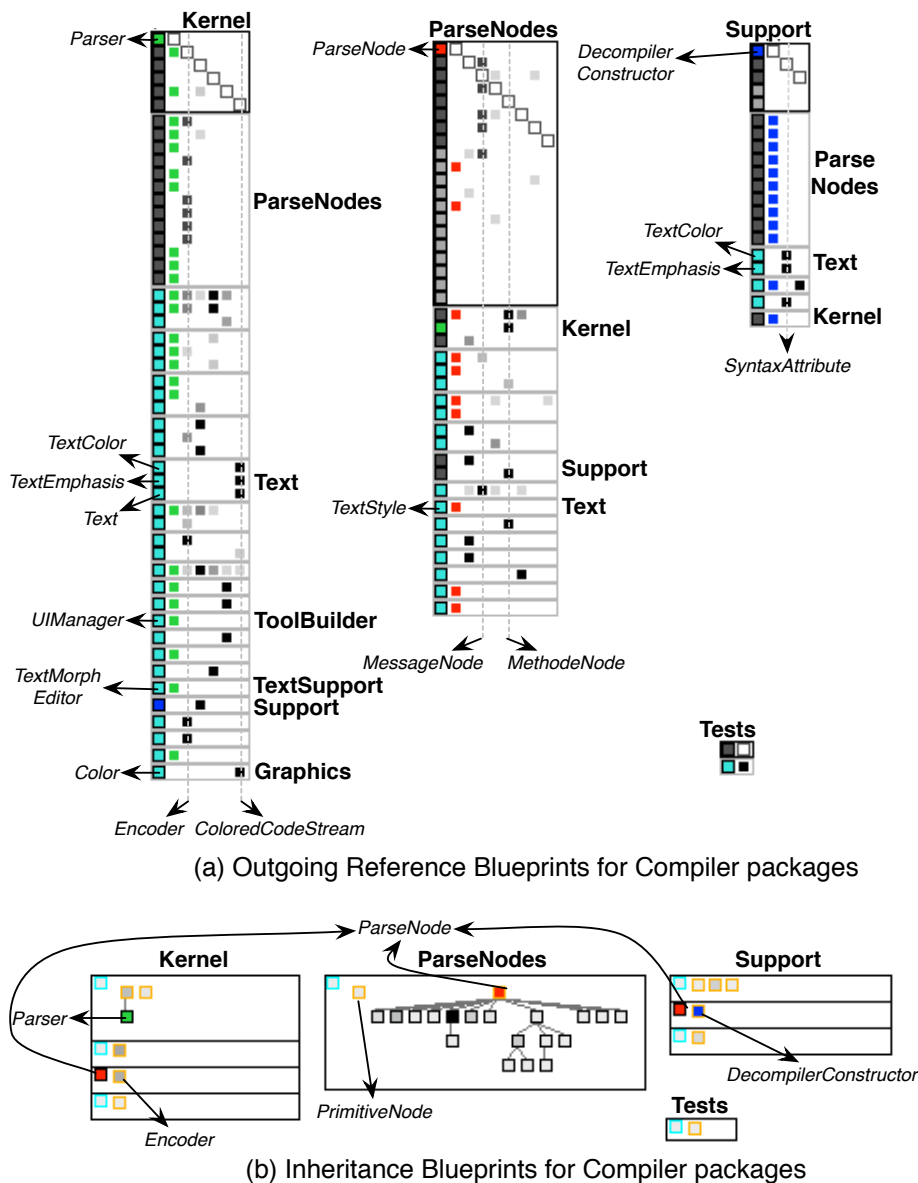 Kernel
Parser
ParseNodes
TextColor
TextEmphasis
Text
Text
ToolBuilder
UIManager
TextMorph
Editor
TextSupport
Support
Color
Graphics
Encoder
ColoredCodeStream
ParseNodes
ParseNode
Kernel
Support
Text
TextStyle
MessageNode
MethodeNode
Support
Decompiler
Constructor
Parse
Nodes
TextColor
TextEmphasis
Text
Kernel
SyntaxAttribute
Tests
(a) Outgoing Reference Blueprints for Compiler packages
ParseNode
Kernel
ParseNodes
Support
Parser
Encoder
PrimitiveNode
DecompilerConstructor
Tests
(b) Inheritance Blueprints for Compiler packages